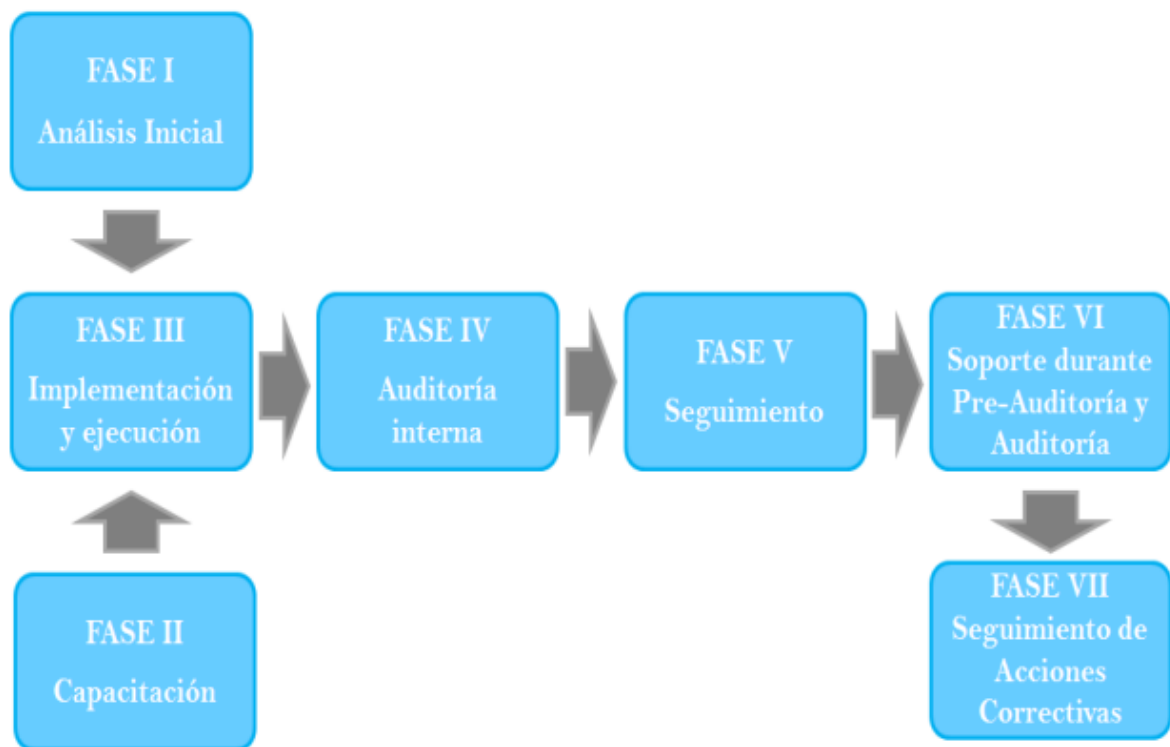 FASE I
Análisis Inicial
FASE III
Implementación
y ejecución
FASE IV
Auditoría
interna
FASE V
Seguimiento
FASE VI
Soporte durante
Pre-Auditoría y
Auditoría
FASE II
Capacitación
FASE VII
Seguimiento de
Acciones
Correctivas